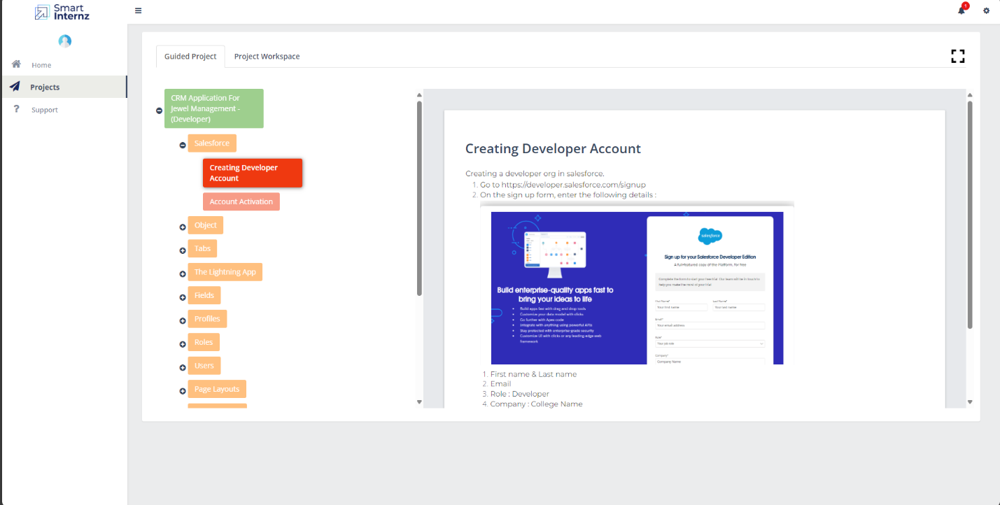 Smart
Internz
1
Home
Projects
Support
Guided Project
Project Workspace
CRM Application For
Jewel Management -
(Developer)
Salesforce
Creating Developer
Account
Account Activation
Object
Tabs
The Lightning App
Fields
Profiles
Roles
Users
Page Layouts
Creating Developer Account
Creating a developer org in salesforce.
1. Go to https://developer.salesforce.com/signup
2. On the sign up form, enter the following details :
Build enterprise-quality apps fast to
bring your ideas to life
Build apps fast with drag and drop tools
Customize your data model with clicks
Go further with Apex code
Integrate with anything using powerful APIs
Stay protected with enterprise-grade security
Customize UI with clicks or any leading-edge web
framework
salesforce
Sign up for your Salesforce Developer Edition
A full-featured copy of the Platform, for free
Complete the form to start your free trial. Our team will be in touch to
help you make the most of your trial
First Name*
Last Name*
Your first name
Your last name
Email*
Your email address
Role*
Your job role
Company*
Company Name
1. First name & Last name
2. Email
3. Role : Developer
4. Company : College Name